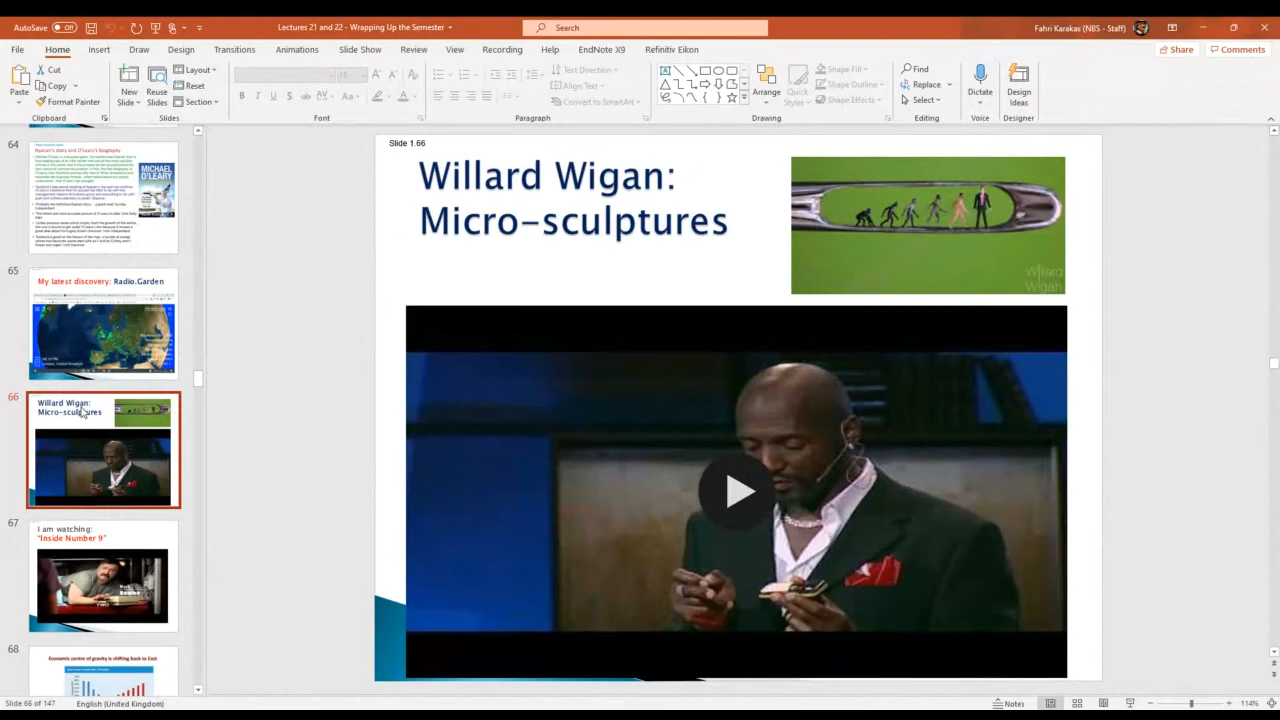 AutoSave Off
Lectures 21 and 22 - Wrapping Up the Semester
Search
Fahri Karakas (NBS - Staff)
File Home Insert Draw Design Transitions Animations Slide Show Review View Recording Help EndNote X9 Refinitiv Eikon
Share Comments
Paste
Cut
Copy
Format Painter
Clipboard
New
Slide
Reuse
Slides
Layout
Reset
Section
Slides
Font
Text Direction
Align Text
Convert to SmartArt
Paragraph
Arrange
Quick
Styles
Shape Fill
Shape Outline
Shape Effects
Drawing
Find
Replace
Select
Editing
Dictate
Voice
Design
Ideas
Designer
64
Ryanair's story and O'Leary's biography
MICHAEL
O'LEARY
65
My latest discovery: Radio.Garden
66
Willard Wigan:
Micro-sculptures
67
I am watching:
"Inside Number 9"
68
Economic centre of gravity is shifting back to East
Slide 1.66
Willard Wigan:
Micro-sculptures
Willard
Wigan
Slide 66 of 147
English (United Kingdom)
Notes
114%